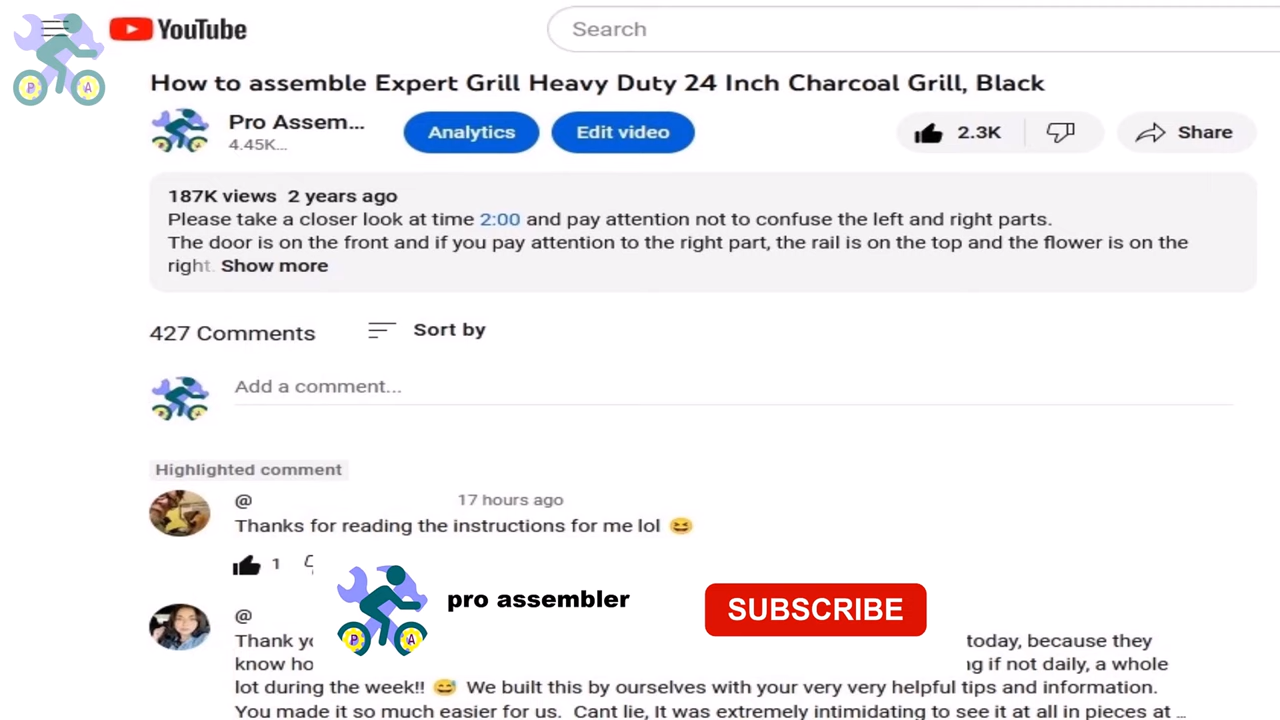 YouTube
Search
How to assemble Expert Grill Heavy Duty 24 Inch Charcoal Grill, Black
Pro Assem...
4.45K...
Analytics
Edit video
2.3K
Share
187K views 2 years ago
Please take a closer look at time 2:00 and pay attention not to confuse the left and right parts.
The door is on the front and if you pay attention to the right part, the rail is on the top and the flower is on the
right. Show more
427 Comments
Sort by
Add a comment...
Highlighted comment
@ 17 hours ago
Thanks for reading the instructions for me lol 😆
1
pro assembler
SUBSCRIBE
@
Thank today, because they
know if not daily, a whole
lot during the week!! 😅 We built this by ourselves with your very very helpful tips and information.
You made it so much easier for us. Cant lie, It was extremely intimidating to see it at all in pieces at ...
P A